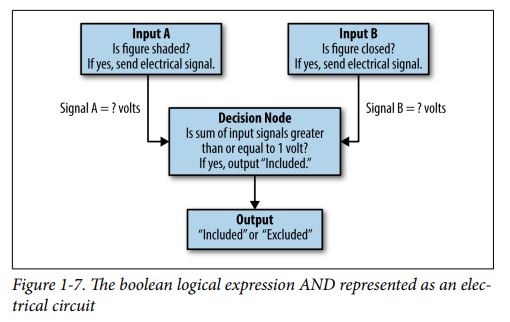 Input A
Is figure shaded?
If yes, send electrical signal.
Input B
Is figure closed?
If yes, send electrical signal.
Signal A = ? volts
Signal B = ? volts
Decision Node
Is sum of input signals greater
than or equal to 1 volt?
If yes, output “Included.”
Output
“Included” or “Excluded”
Figure 1-7. The boolean logical expression AND represented as an elec-
trical circuit